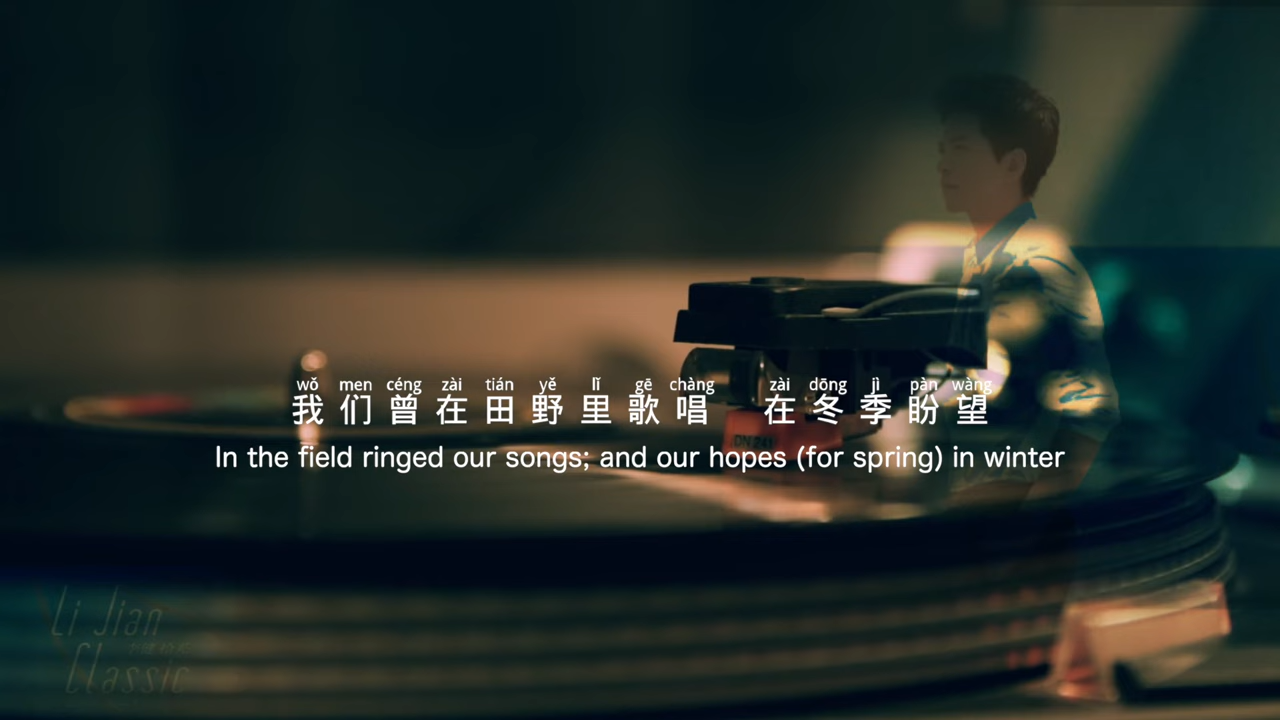 wǒ men céng zài tián yě lǐ gē chàng zài dōng jì pàn wàng
我们曾在田野里歌唱 在冬季盼望
In the field ringed our songs; and our hopes (for spring) in winter
DN 241
Li Jian
Classic